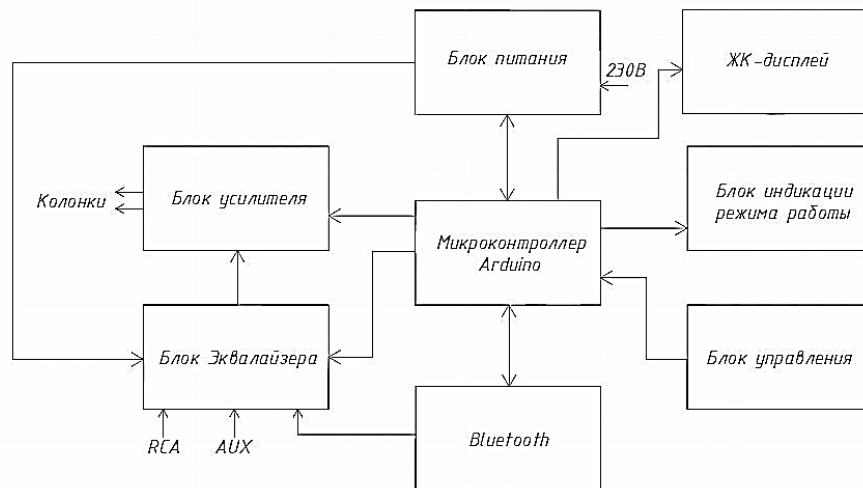 Блок питания
230В
ЖК-дисплей
Колонки
Блок усилителя
Микроконтроллер
Arduino
Блок индикации
режима работы
Блок Эквалайзера
Блок управления
RCA
AUX
Bluetooth